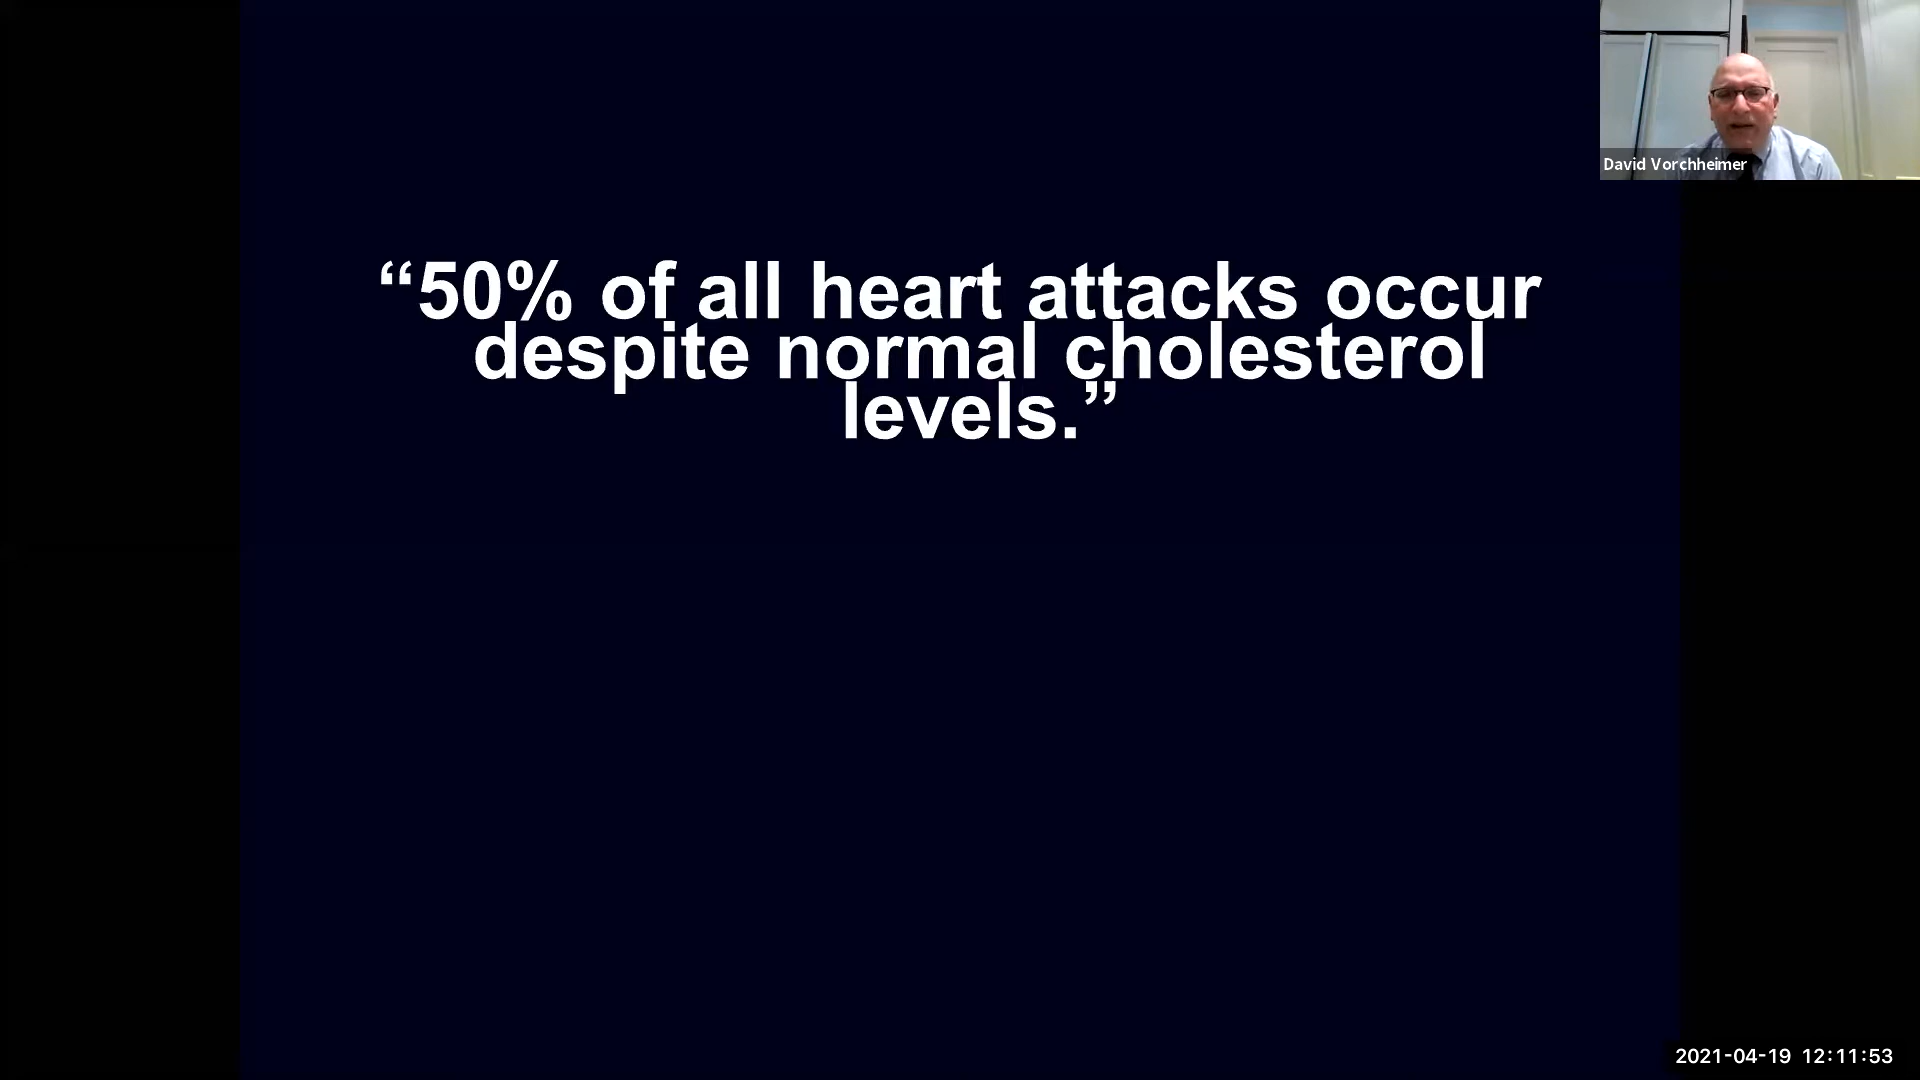 David Vorchheimer
“50% of all heart attacks occur
despite normal cholesterol
levels.”
2021-04-19 12:11:53